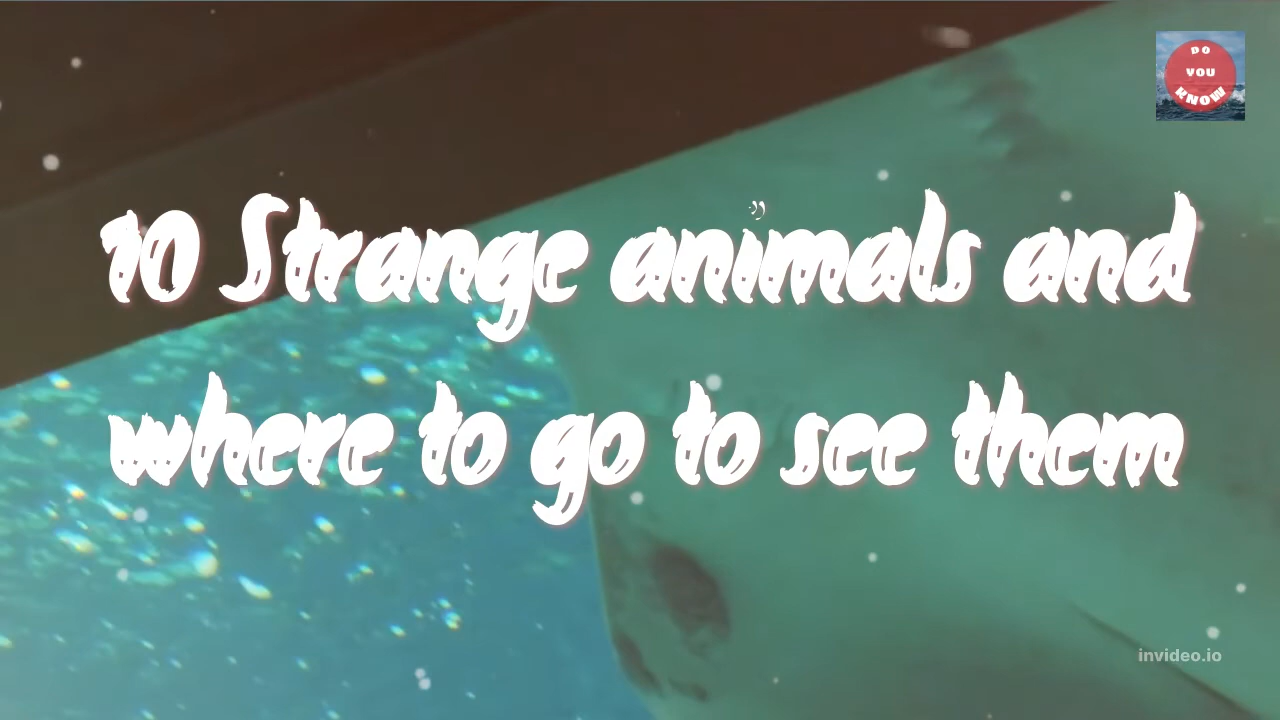 DO
YOU
KNOW
10 Strange animals and
where to go to see them
invideo.io